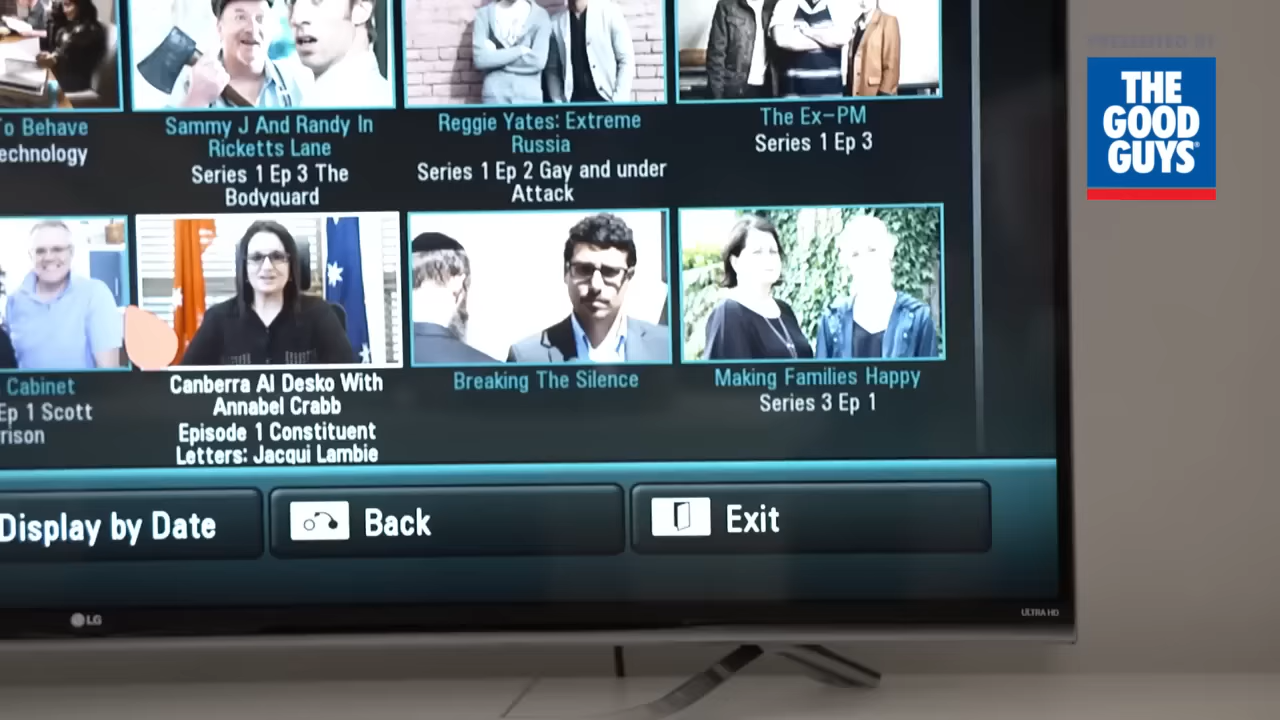 PRESENTED BY
THE
GOOD
GUYS
To Behave
echnology
Sammy J And Randy In
Ricketts Lane
Series 1 Ep 3 The
Bodyguard
Reggie Yates: Extreme
Russia
Series 1 Ep 2 Gay and under
Attack
The Ex-PM
Series 1 Ep 3
Cabinet
Ep 1 Scott
rison
Canberra Al Desko With
Annabel Crabb
Episode 1 Constituent
Letters: Jacqui Lambie
Breaking The Silence
Making Families Happy
Series 3 Ep 1
Display by Date
Back
Exit
LG
ULTRA HD